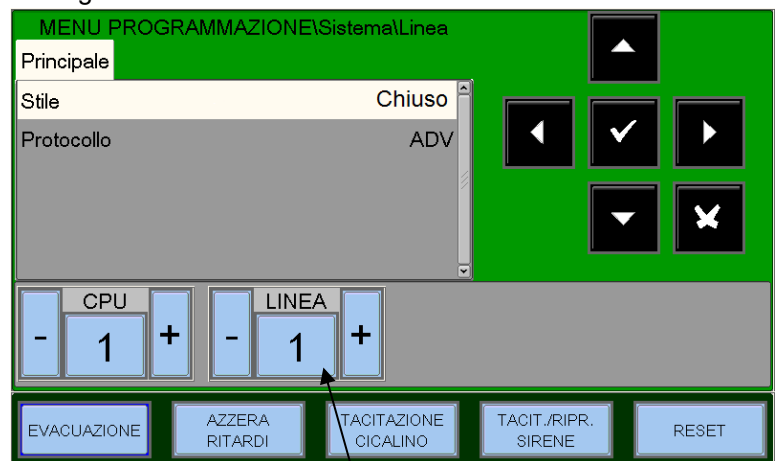 MENU PROGRAMMAZIONE\Sistema\Linea
Principale
Stile Chiuso
Protocollo ADV
CPU LINEA
- 1 + - 1 +
EVACUAZIONE
AZZERA
RITARDI
TACITAZIONE
CICALINO
TACIT./RIPR.
SIRENE
RESET